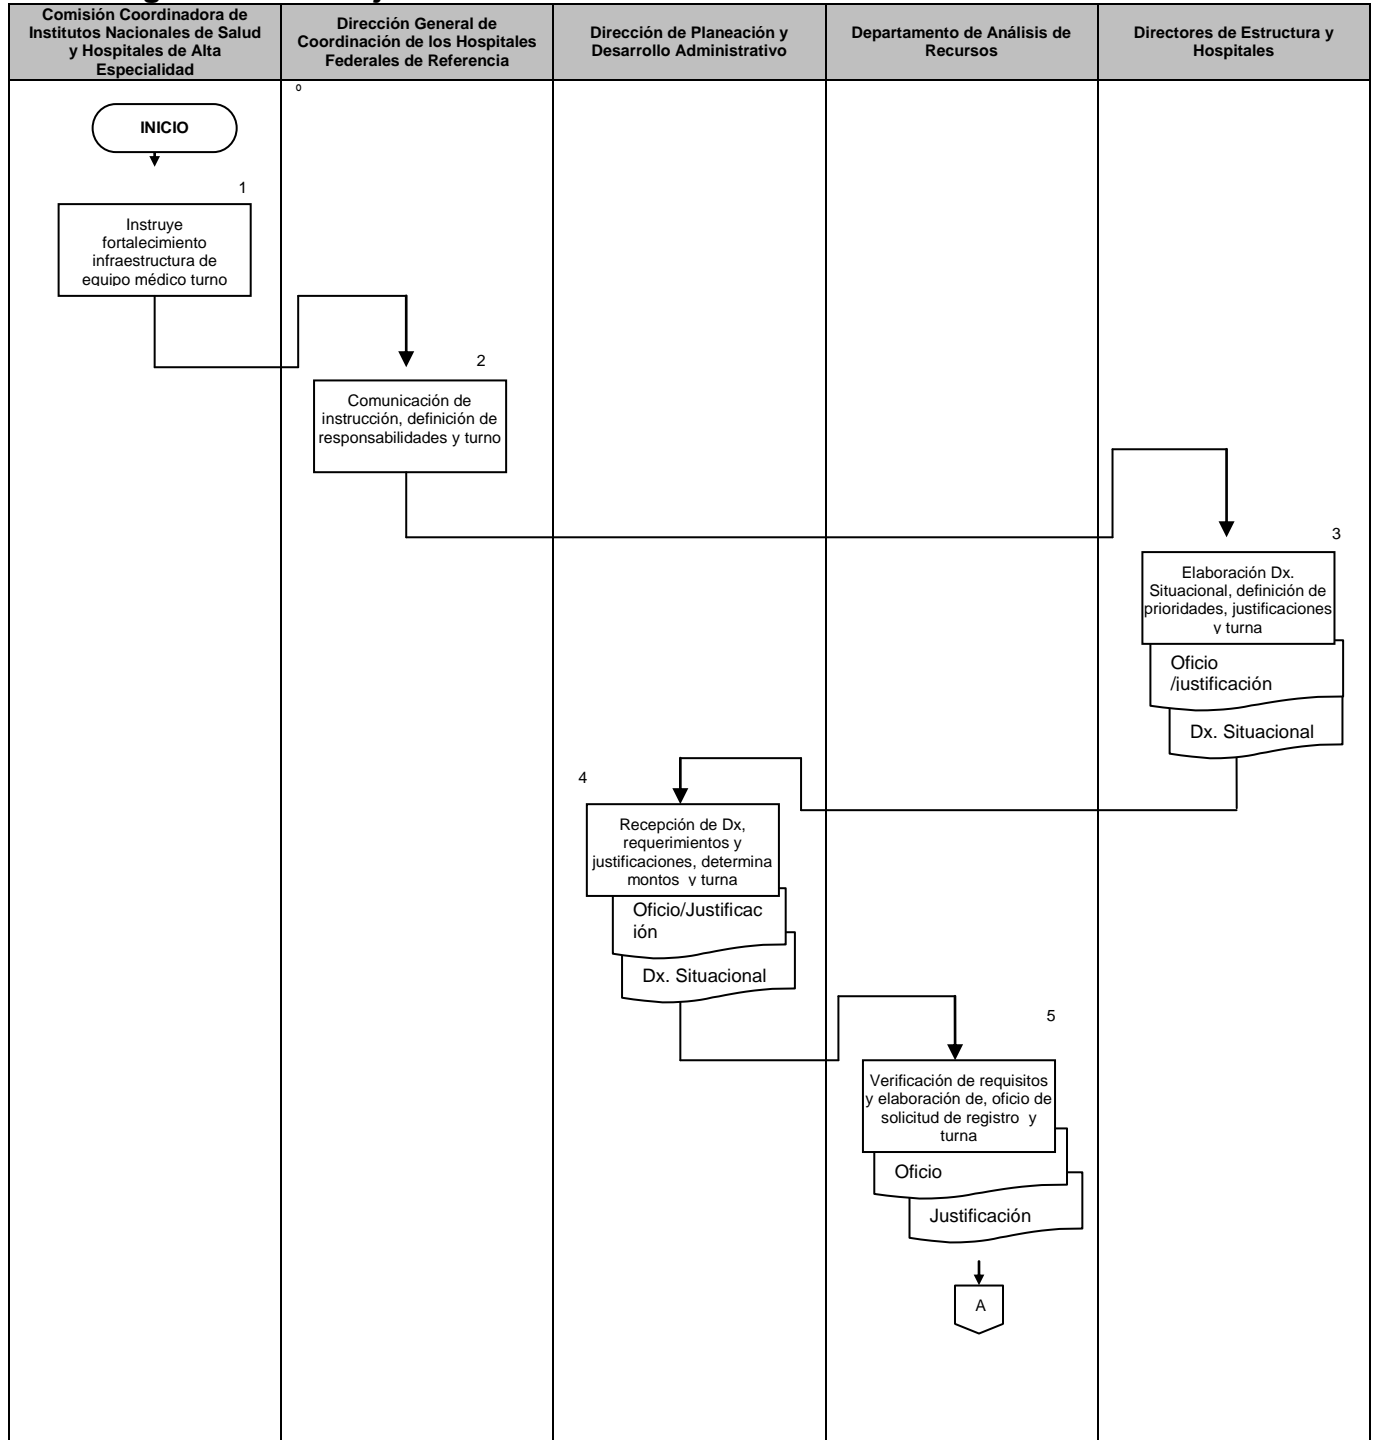 Comisión Coordinadora de
Institutos Nacionales de Salud
y Hospitales de Alta
Especialidad
Dirección General de
Coordinación de los Hospitales
Federales de Referencia
Dirección de Planeación y
Desarrollo Administrativo
Departamento de Análisis de
Recursos
Directores de Estructura y
Hospitales
o
INICIO
1
Instruye
fortalecimiento
infraestructura de
equipo médico turno
2
Comunicación de
instrucción, definición de
responsabilidades y turno
3
Elaboración Dx.
Situacional, definición de
prioridades, justificaciones
y turna
Oficio
/justificación
Dx. Situacional
4
Recepción de Dx,
requerimientos y
justificaciones, determina
montos y turna
Oficio/Justificac
ión
Dx. Situacional
5
Verificación de requisitos
y elaboración de, oficio de
solicitud de registro y
turna
Oficio
Justificación
A